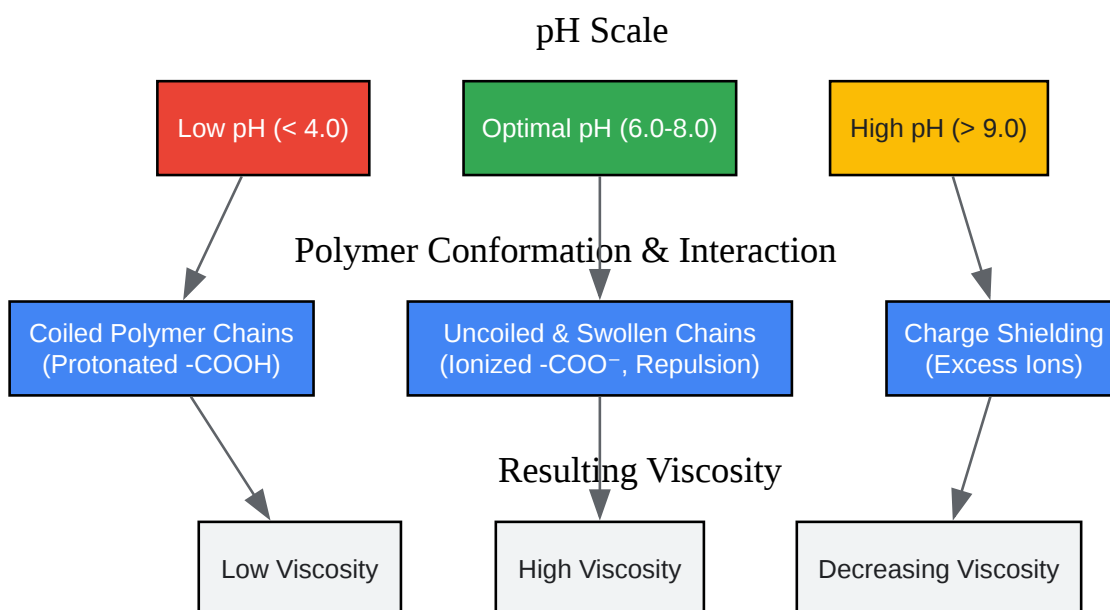 pH Scale
Low pH (< 4.0)
Optimal pH (6.0-8.0)
High pH (> 9.0)
Polymer Conformation & Interaction
Coiled Polymer Chains
(Protonated -COOH)
Uncoiled & Swollen Chains
(Ionized -COO⁻, Repulsion)
Charge Shielding
(Excess Ions)
Resulting Viscosity
Low Viscosity
High Viscosity
Decreasing Viscosity